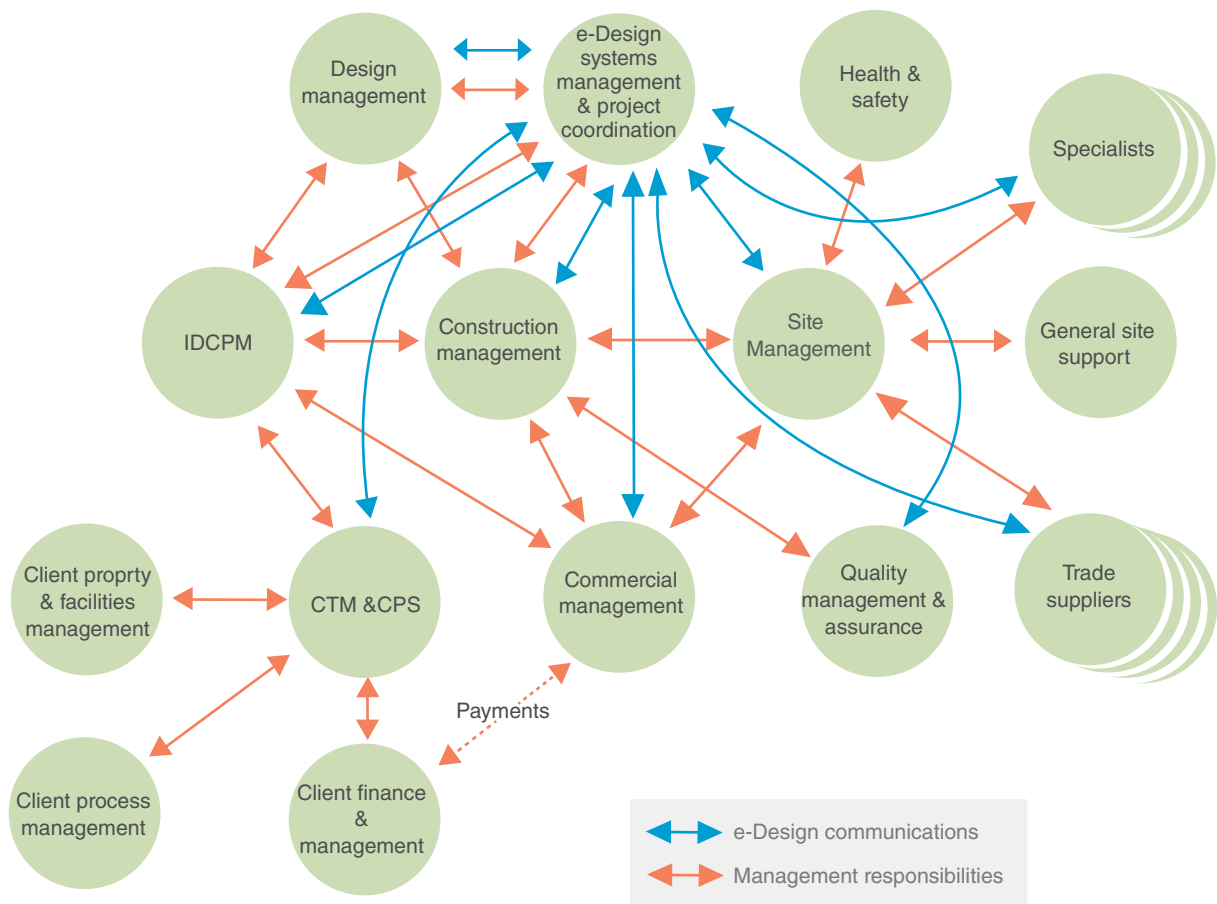 Design
management
e-Design
systems
management
& project
coordination
Health &
safety
Specialists
IDCPM
Construction
management
Site
Management
General site
support
Client proprty
& facilities
management
CTM &CPS
Commercial
management
Quality
management &
assurance
Trade
suppliers
Payments
Client process
management
Client finance
&
management
e-Design communications
Management responsibilities